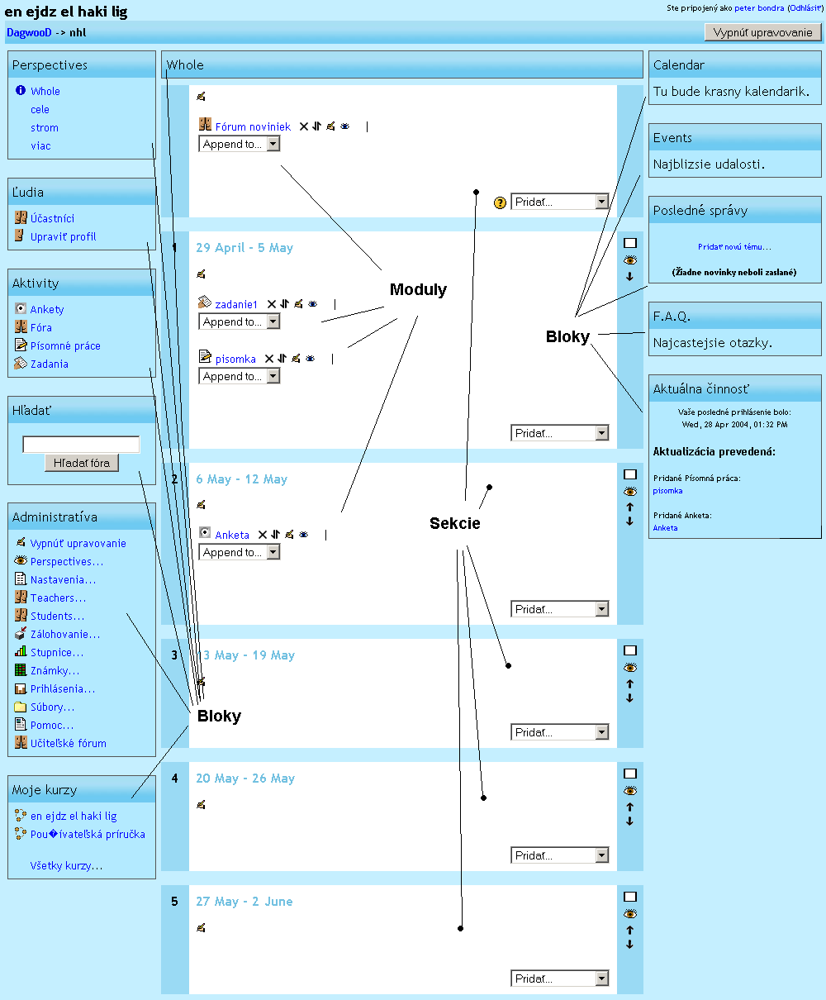 en ejdz el haki lig
Ste pripojený ako peter bondra (Odhlásiť)
DagwooD -> nhl
Vypnúť upravovanie
Perspectives
Whole
cele
strom
viac
Ľudia
Účastníci
Upraviť profil
Aktivity
Ankety
Fóra
Písomné práce
Zadania
Hľadať
Hľadať fóra
Administratíva
Vypnúť upravovanie
Perspectives...
Nastavenia...
Teachers...
Students...
Zálohovanie...
Stupnice...
Známky...
Prihlásenia...
Súbory...
Pomoc...
Učiteľské fórum
Moje kurzy
en ejdz el haki lig
Pou�ívateľská príručka
Všetky kurzy...
Whole
Fórum noviniek |
Append to...
? Pridať...
1 29 April - 5 May
zadanie1 |
Append to...
pisomka |
Append to...
Pridať...
2 6 May - 12 May
Anketa |
Append to...
Pridať...
3 13 May - 19 May
Pridať...
4 20 May - 26 May
Pridať...
5 27 May - 2 June
Pridať...
Moduly
Bloky
Sekcie
Bloky
Calendar
Tu bude krasny kalendarik.
Events
Najblizsie udalosti.
Posledné správy
Pridať novú tému...
(Žiadne novinky neboli zaslané)
F.A.Q.
Najcastejsie otazky.
Aktuálna činnosť
Vaše posledné prihlásenie bolo:
Wed, 28 Apr 2004, 01:32 PM
Aktualizácia prevedená:
Pridané Písomná práca:
pisomka
Pridané Anketa:
Anketa